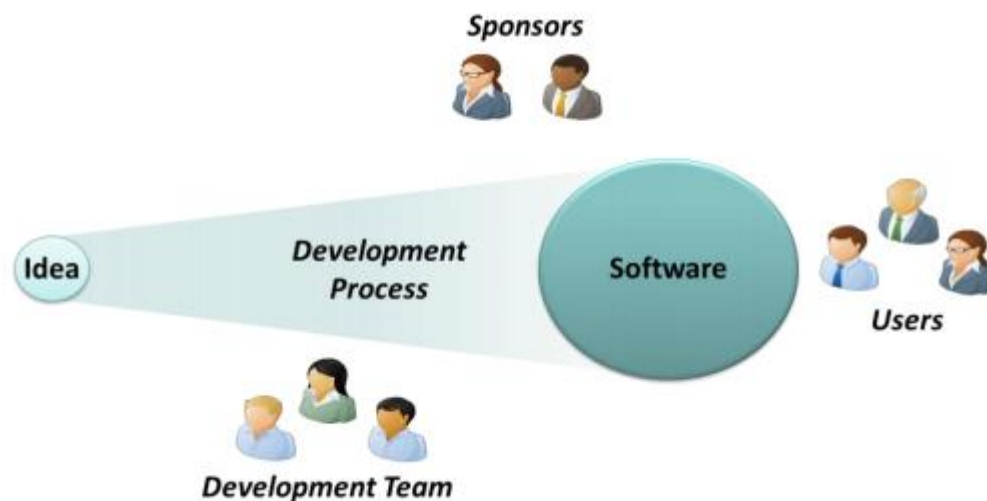 Sponsors
Idea
Development
Process
Software
Users
Development Team